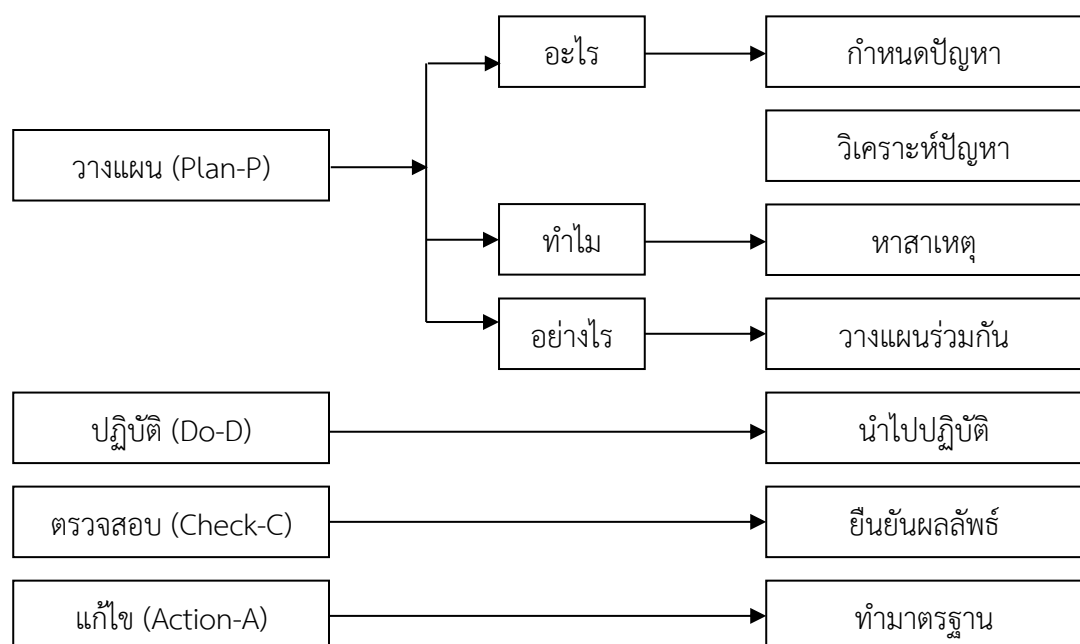 อะไร
กำหนดปัญหา
วิเคราะห์ปัญหา
วางแผน (Plan-P)
ทำไม
หาสาเหตุ
อย่างไร
วางแผนร่วมกัน
ปฏิบัติ (Do-D)
นำไปปฏิบัติ
ตรวจสอบ (Check-C)
ยืนยันผลลัพธ์
แก้ไข (Action-A)
ทำมาตรฐาน